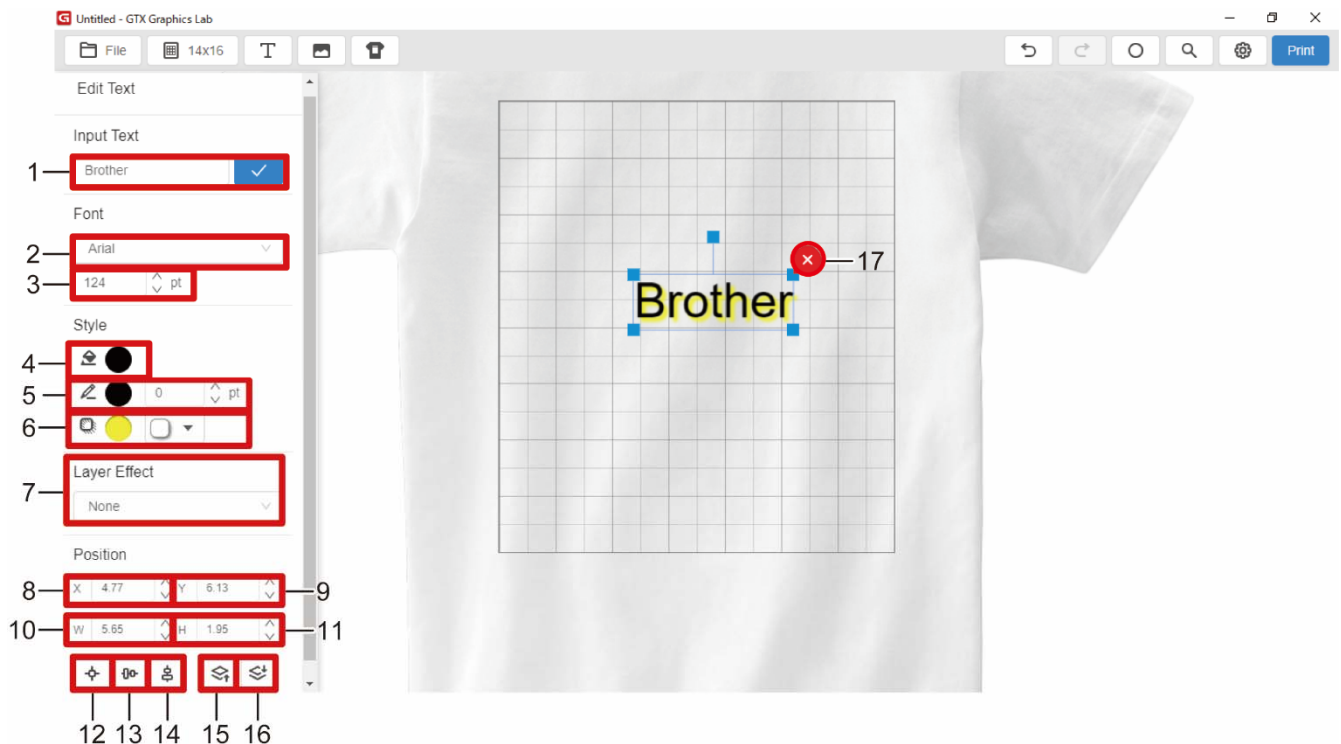 Untitled - GTX Graphics Lab
File 14x16 T Print
Edit Text
Input Text
1 Brother
Font
2 Arial
3 124 pt
Style
4
5 0 pt
6
Layer Effect
7 None
Position
8 X 4.77 Y 6.13 9
10 W 5.65 H 1.95 11
12 13 14 15 16
17
Brother